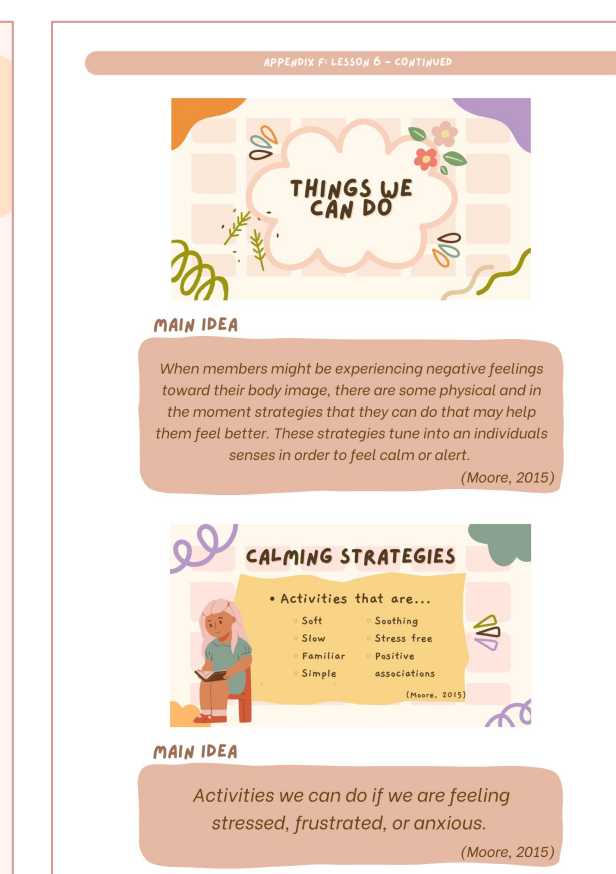 APPENDIX F: LESSON 6 – CONTINUED
THINGS WE
CAN DO
MAIN IDEA
When members might be experiencing negative feelings
toward their body image, there are some physical and in
the moment strategies that they can do that may help
them feel better. These strategies tune into an individuals
senses in order to feel calm or alert.
(Moore, 2015)
CALMING STRATEGIES
• Activities that are...
○ Soft
○ Slow
○ Familiar
○ Simple
○ Soothing
○ Stress free
○ Positive
associations
(Moore, 2015)
MAIN IDEA
Activities we can do if we are feeling
stressed, frustrated, or anxious.
(Moore, 2015)